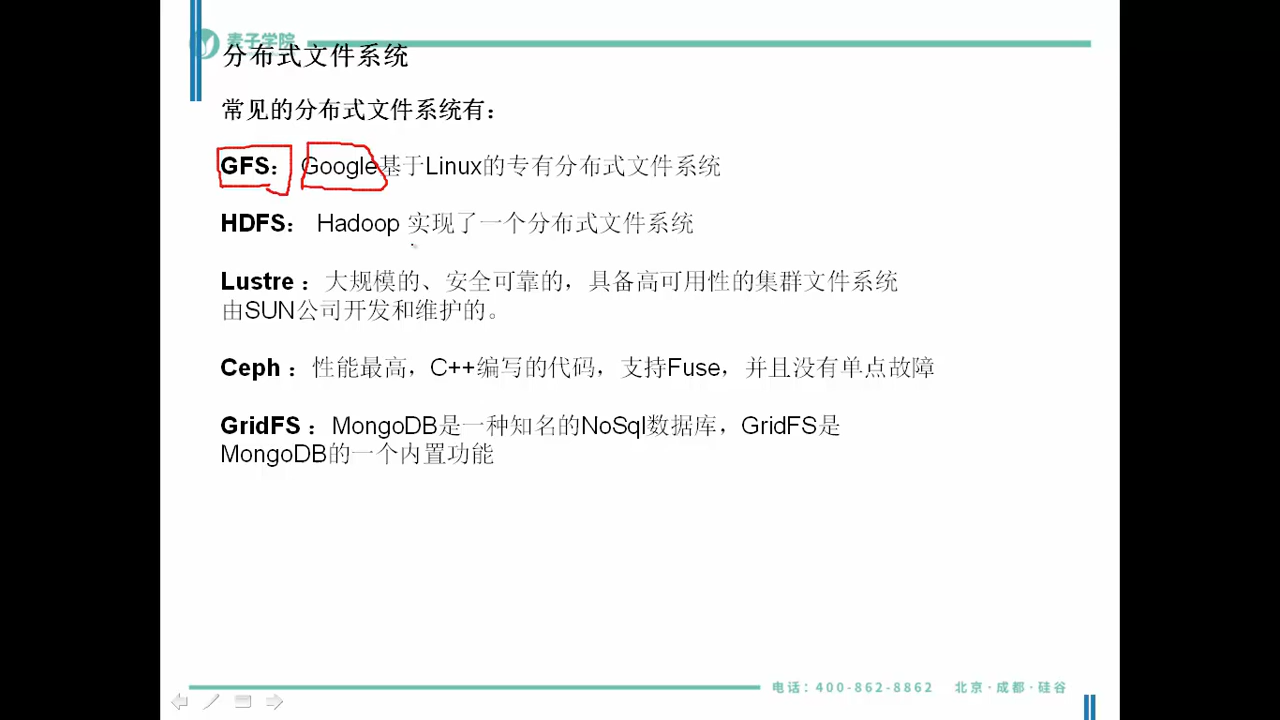 麦子学院
分布式文件系统
常见的分布式文件系统有：
GFS： Google基于Linux的专有分布式文件系统
HDFS： Hadoop 实现了一个分布式文件系统
Lustre ：大规模的、安全可靠的，具备高可用性的集群文件系统
由SUN公司开发和维护的。
Ceph ：性能最高，C++编写的代码，支持Fuse，并且没有单点故障
GridFS ：MongoDB是一种知名的NoSql数据库，GridFS是
MongoDB的一个内置功能
电话：400-862-8862 北京·成都·硅谷